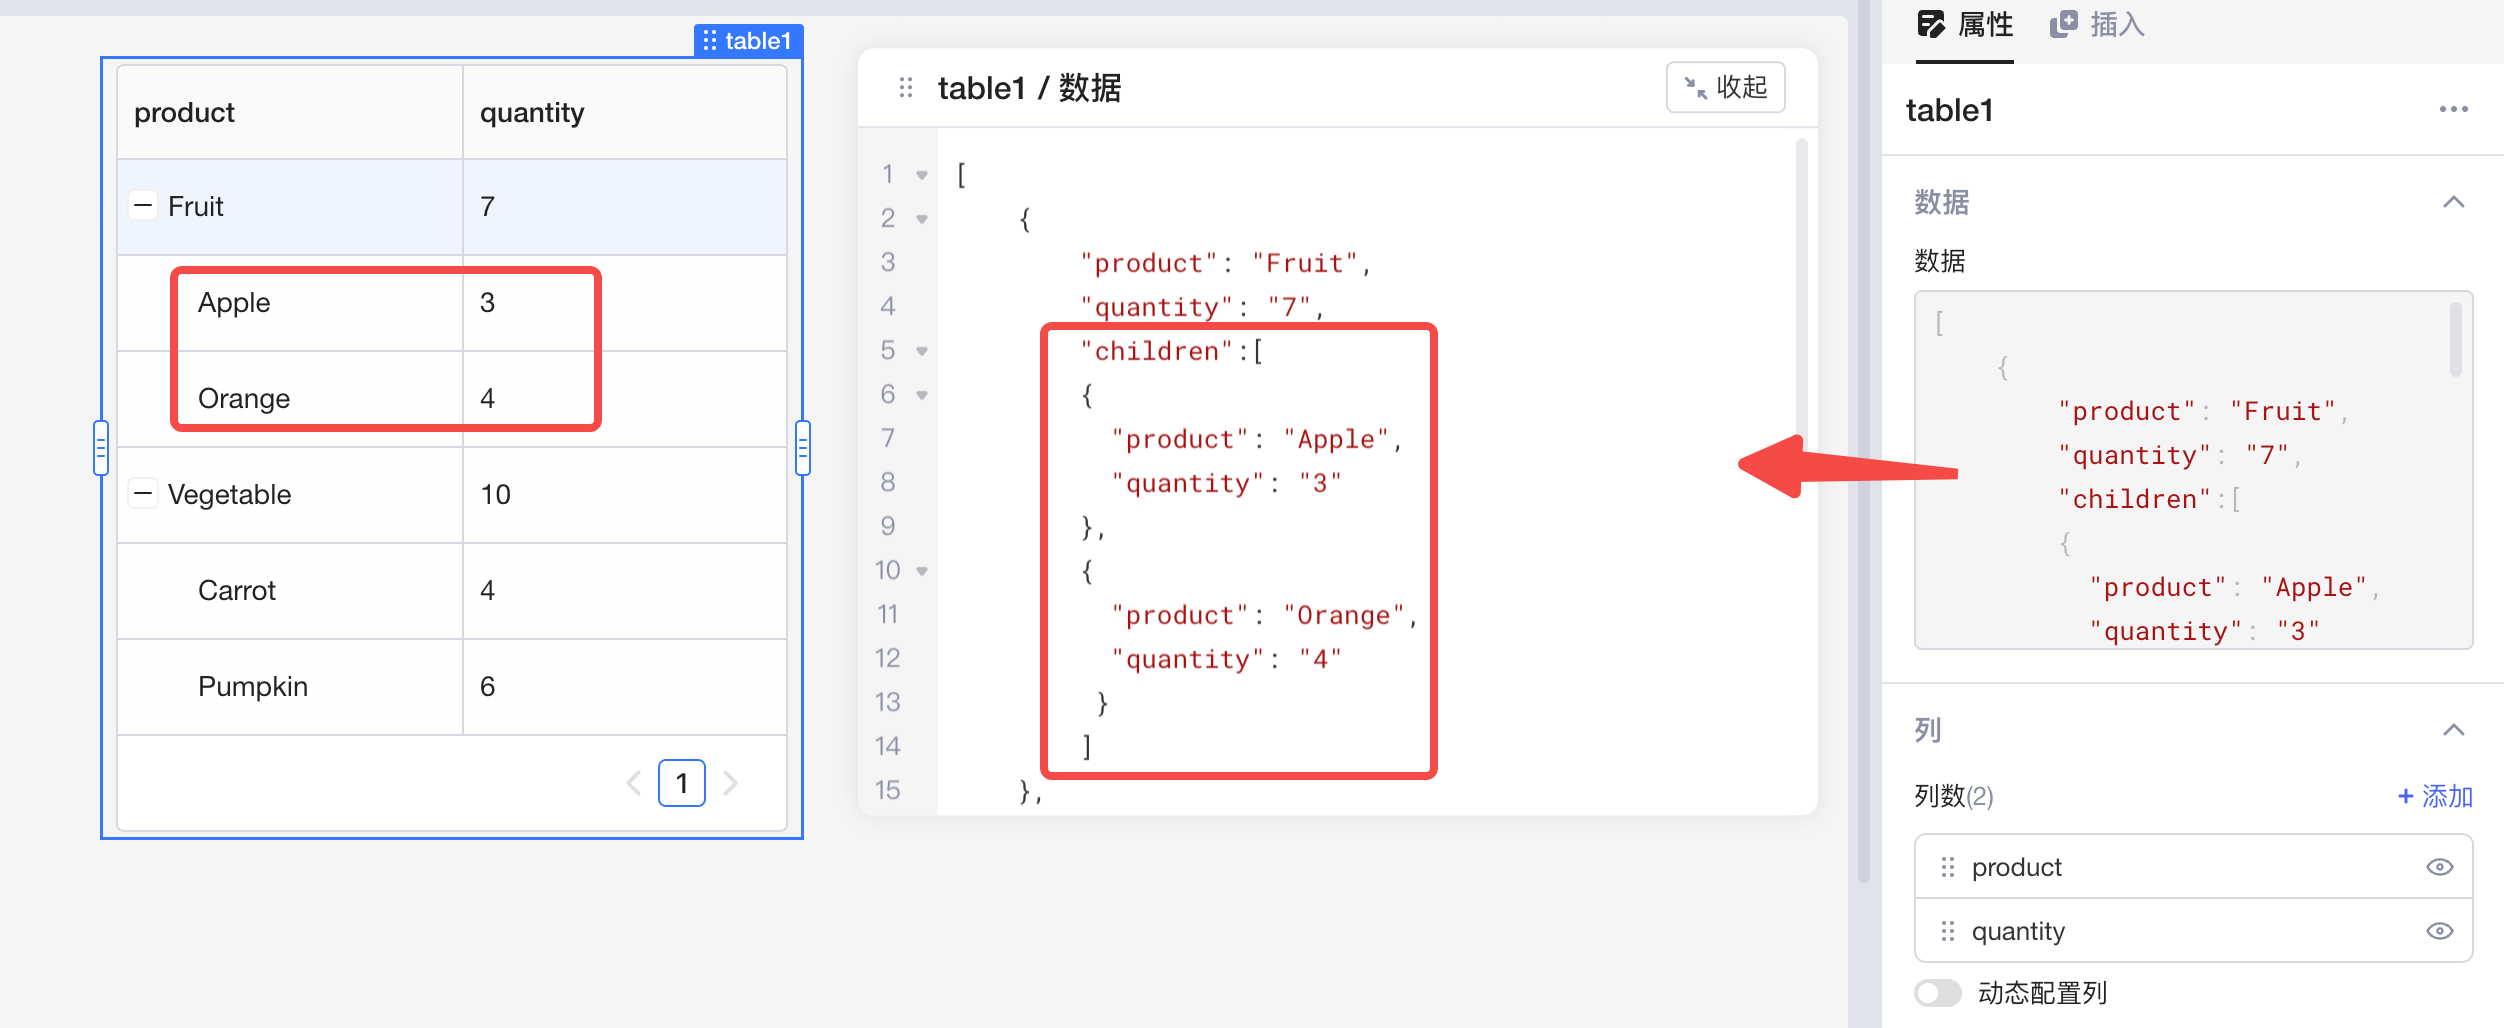 table1
product quantity
Fruit 7
Apple 3
Orange 4
Vegetable 10
Carrot 4
Pumpkin 6
1
table1 / 数据
收起
1 [
2 {
3 "product": "Fruit",
4 "quantity": "7",
5 "children":[
6 {
7 "product": "Apple",
8 "quantity": "3"
9 },
10 {
11 "product": "Orange",
12 "quantity": "4"
13 }
14 ]
15 },
属性 插入
table1
数据
数据
[
{
"product": "Fruit",
"quantity": "7",
"children":[
{
"product": "Apple",
"quantity": "3"
列
列数(2) + 添加
product
quantity
动态配置列